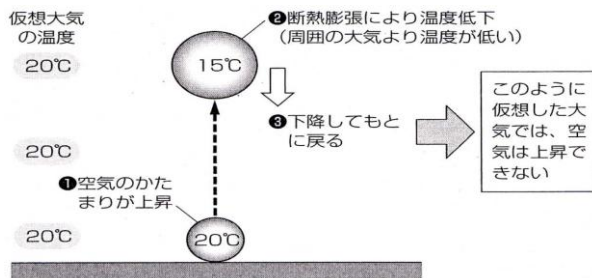 仮想大気
の温度
20℃
20℃
20℃
❷断熱膨張により温度低下
(周囲の大気より温度が低い)
15℃
❸下降してもと
に戻る
❶空気のかた
まりが上昇
20℃
このように
仮想した大
気では、空
気は上昇で
きない